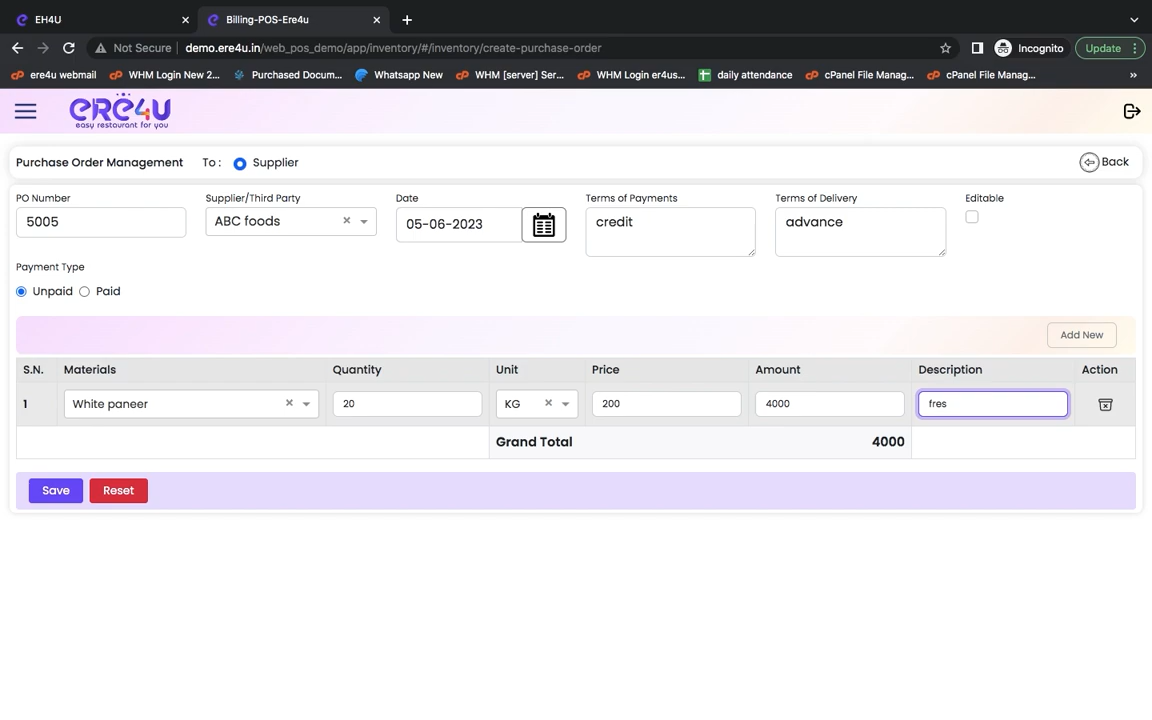 EH4U
Billing-POS-Ere4u
Not Secure
demo.ere4u.in/web_pos_demo/app/inventory/#/inventory/create-purchase-order
Incognito
Update
ere4u webmail
WHM Login New 2...
Purchased Docum...
Whatsapp New
WHM [server] Ser...
WHM Login er4us...
daily attendance
cPanel File Manag...
cPanel File Manag...
»
ere4u
easy restaurant for you
Purchase Order Management
To :
Supplier
Back
PO Number
Supplier/Third Party
Date
Terms of Payments
Terms of Delivery
Editable
5005
ABC foods
05-06-2023
credit
advance
Payment Type
Unpaid
Paid
Add New
S.N. Materials Quantity Unit Price Amount Description Action
1 White paneer 20 KG 200 4000 fres
Grand Total 4000
Save
Reset